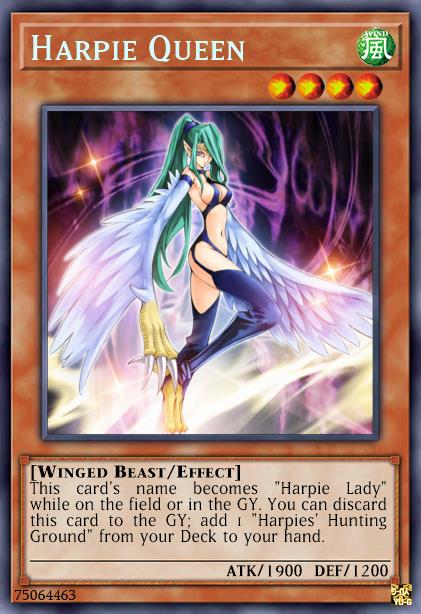 HARPIE QUEEN
WIND
風
[WINGED BEAST/EFFECT]
This card's name becomes "Harpie Lady"
while on the field or in the GY. You can discard
this card to the GY; add 1 "Harpies' Hunting
Ground" from your Deck to your hand.
ATK/1900 DEF/1200
75064463